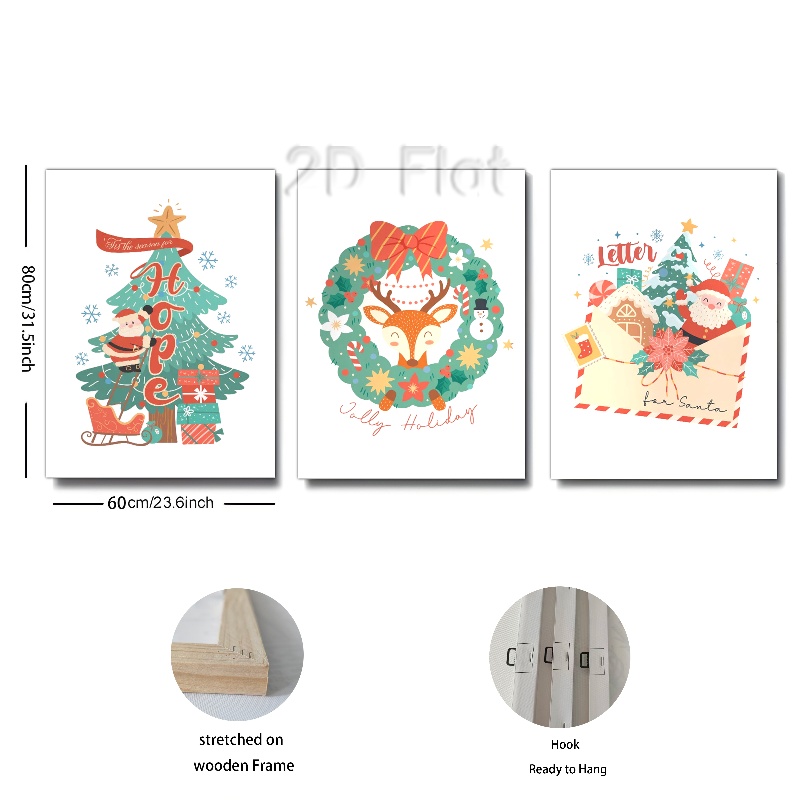 2D Flat
'Tis the season for
Hope
Jolly Holiday
Letter
for Santa
80cm/31.5inch
60cm/23.6inch
stretched on
wooden Frame
Hook
Ready to Hang